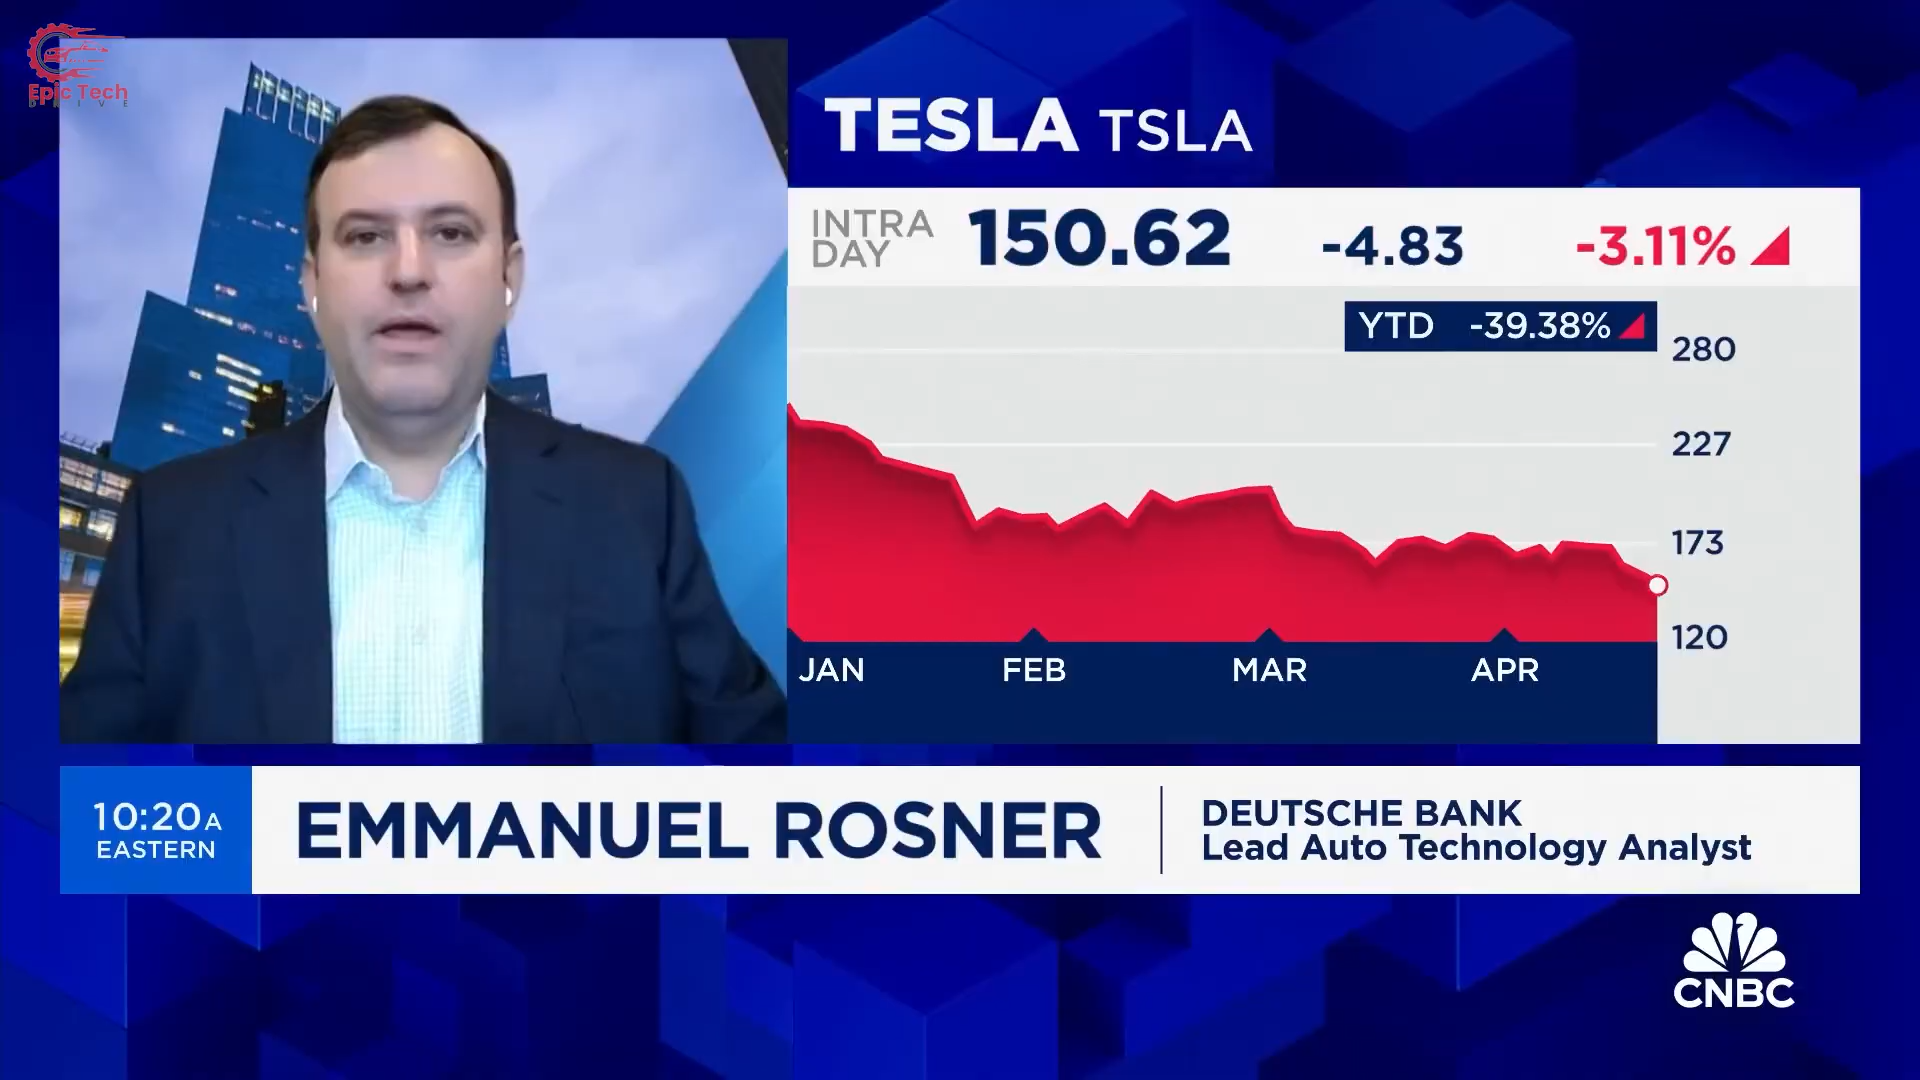 Epic Tech
DRIVE
TESLA TSLA
INTRA
DAY
150.62
-4.83
-3.11%
YTD -39.38%
280
227
173
120
JAN
FEB
MAR
APR
10:20A
EASTERN
EMMANUEL ROSNER
DEUTSCHE BANK
Lead Auto Technology Analyst
CNBC